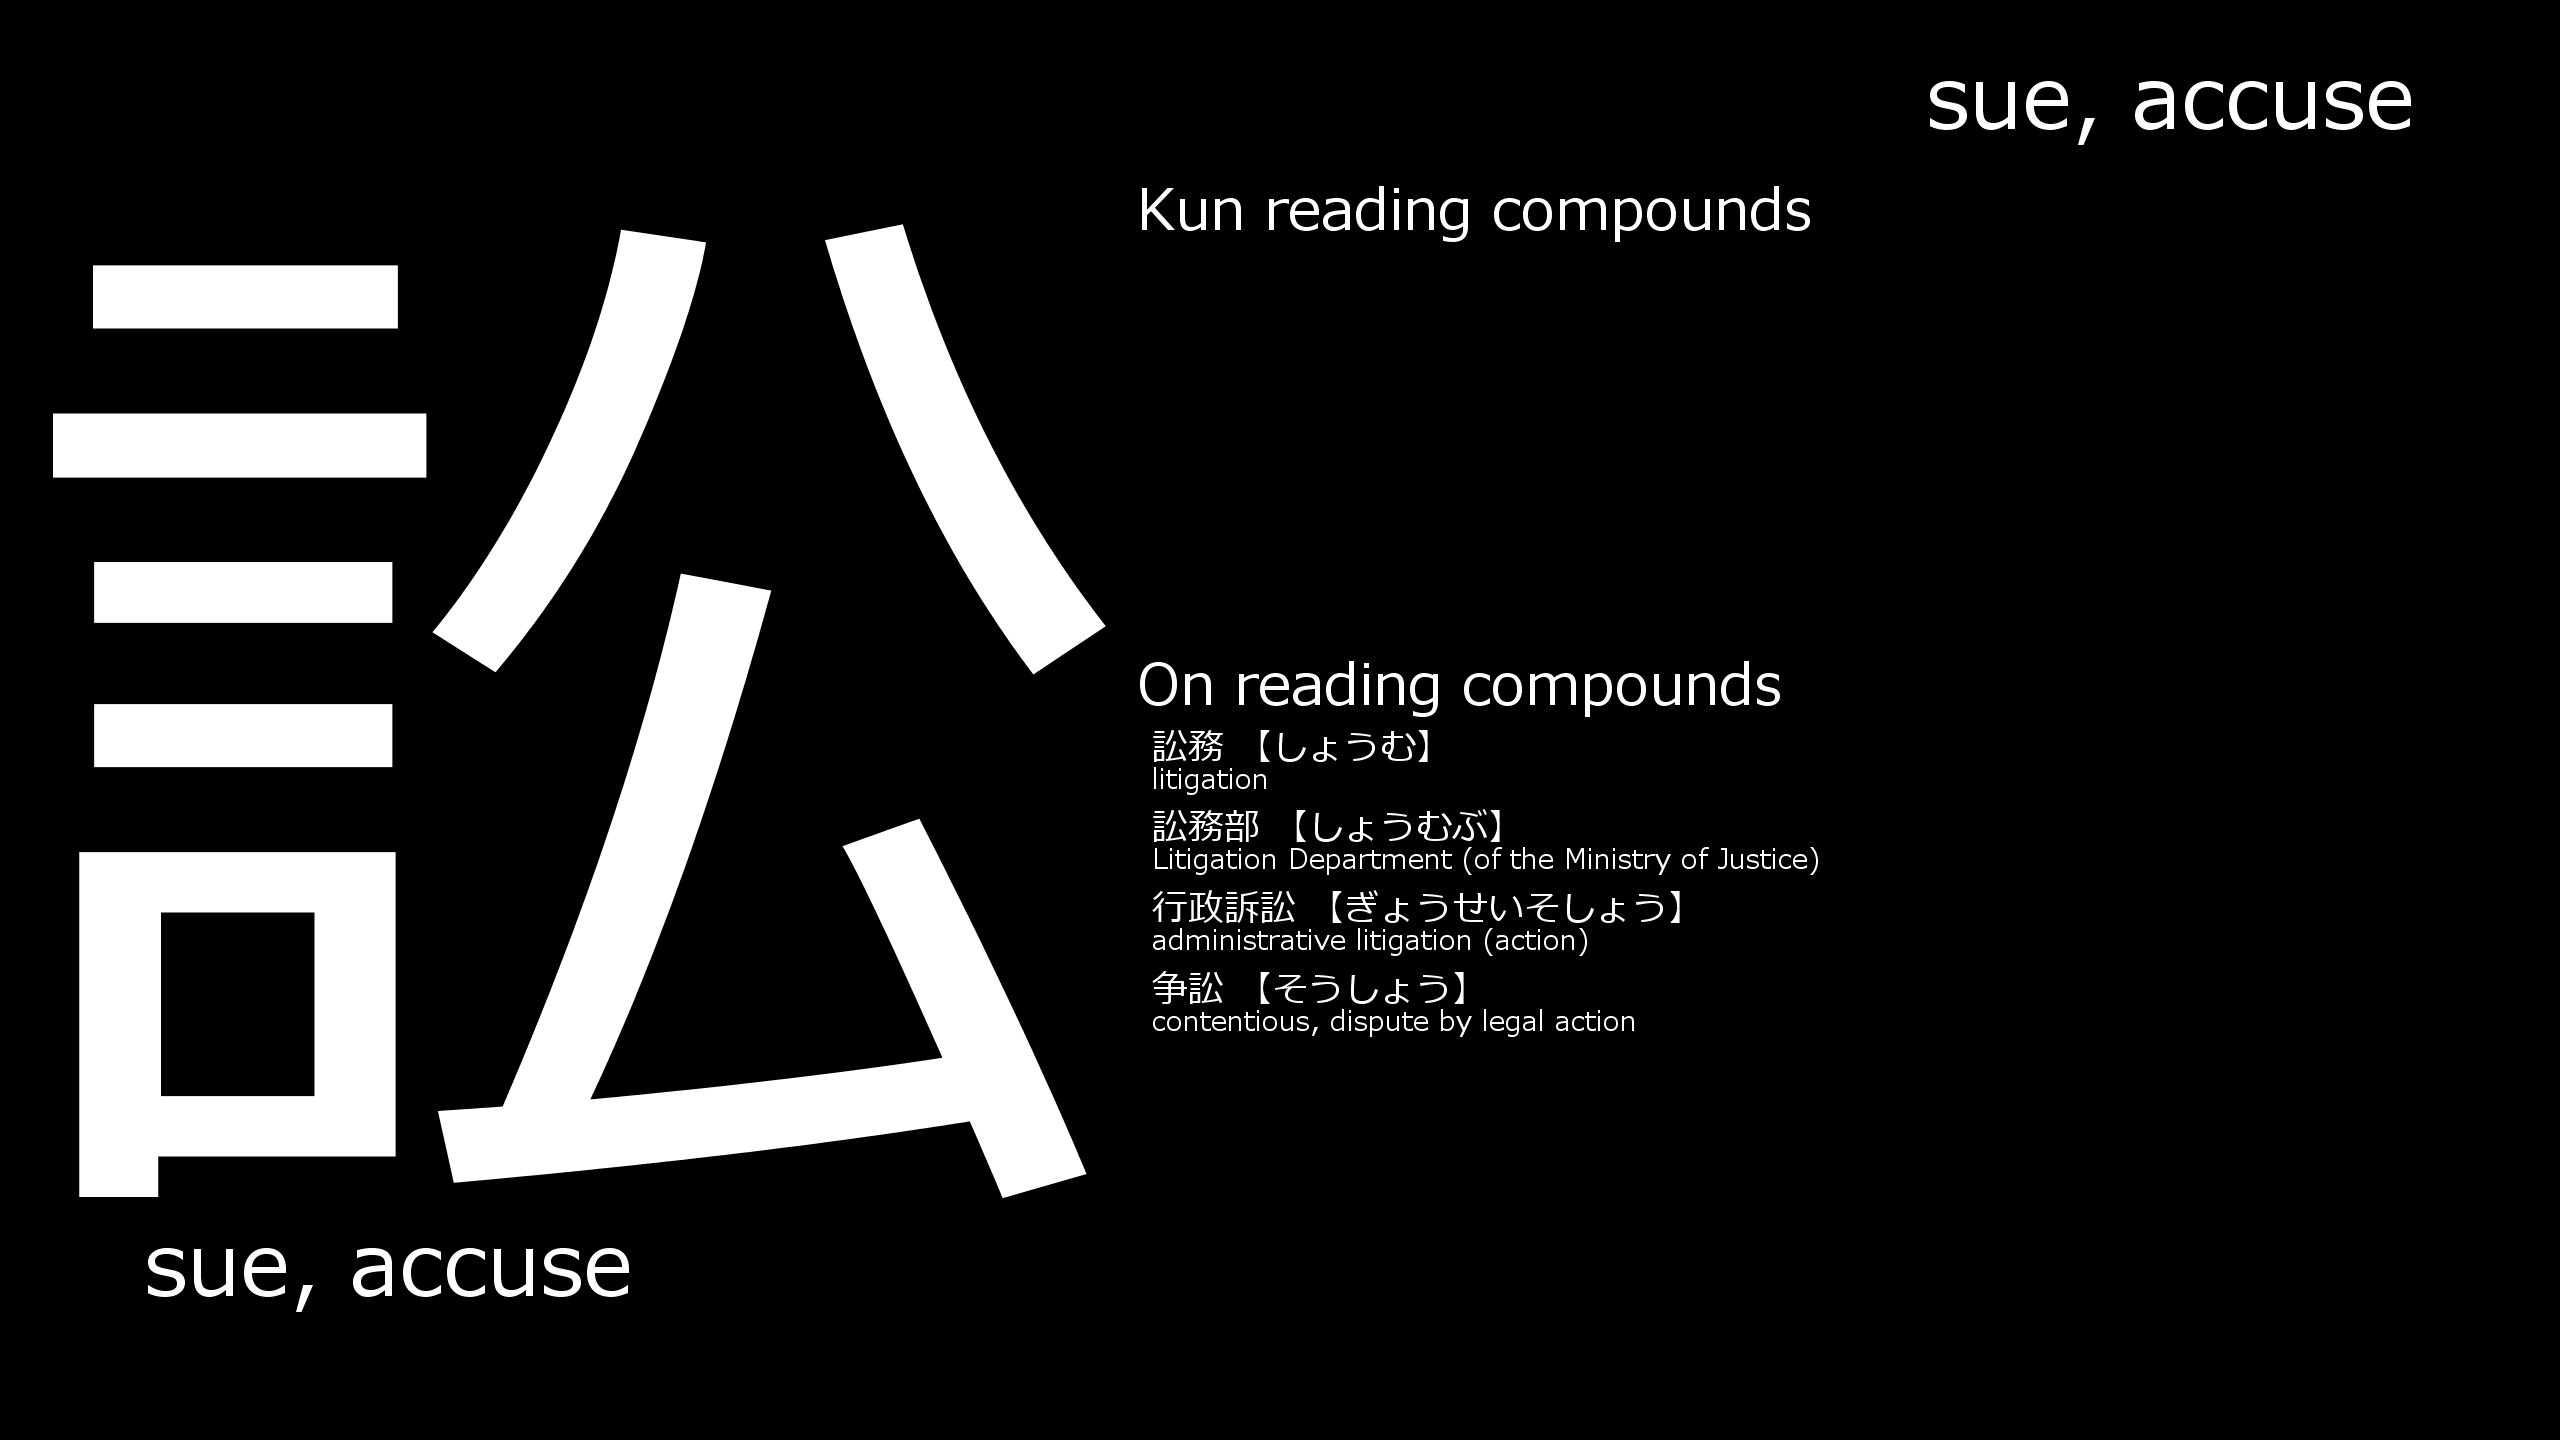 sue, accuse
訟
sue, accuse
Kun reading compounds
On reading compounds
訟務 【しょうむ】
litigation
訟務部 【しょうむぶ】
Litigation Department (of the Ministry of Justice)
行政訴訟 【ぎょうせいそしょう】
administrative litigation (action)
争訟 【そうしょう】
contentious, dispute by legal action